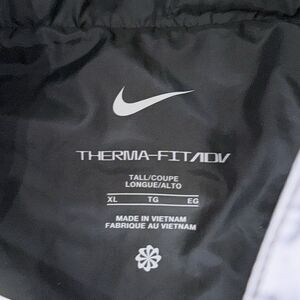 THERMA-FIT ADV
TALL/COUPE
LONGUE/ALTO
XL TG EG
MADE IN VIETNAM
FABRIQUÉ AU VIETNAM